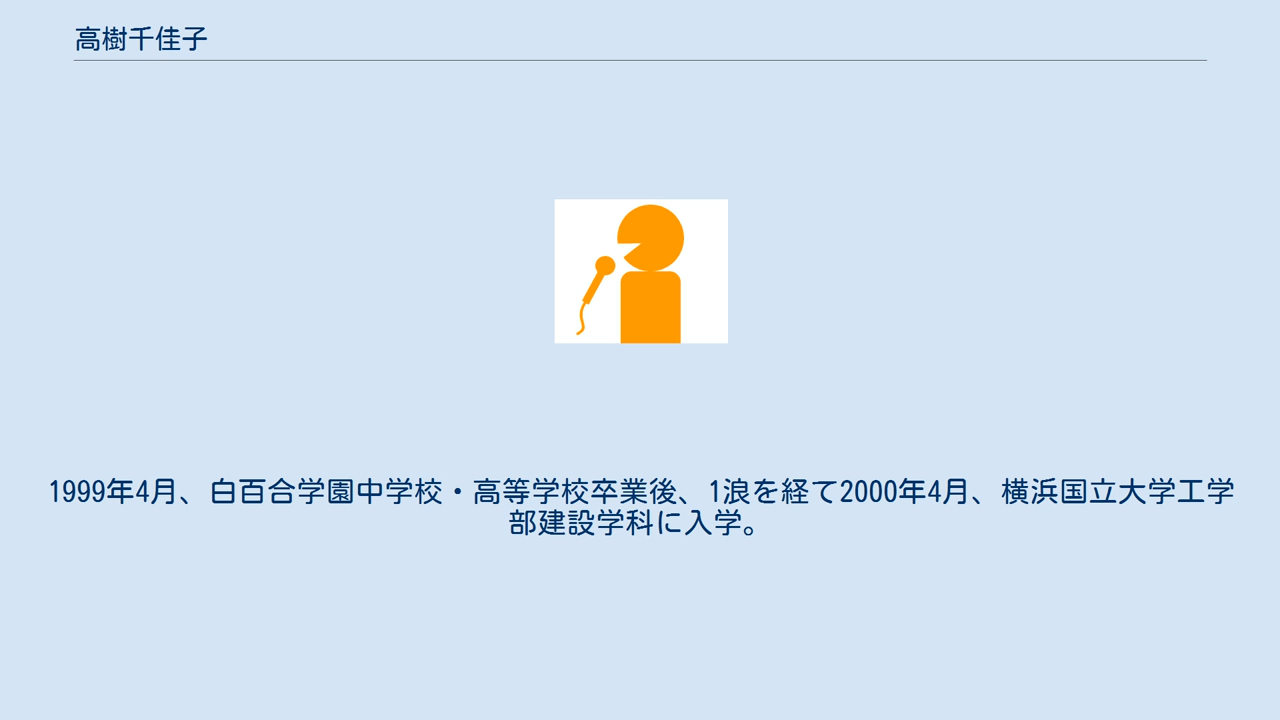 高樹千佳子
1999年4月、白百合学園中学校・高等学校卒業後、1浪を経て2000年4月、横浜国立大学工学
部建設学科に入学。